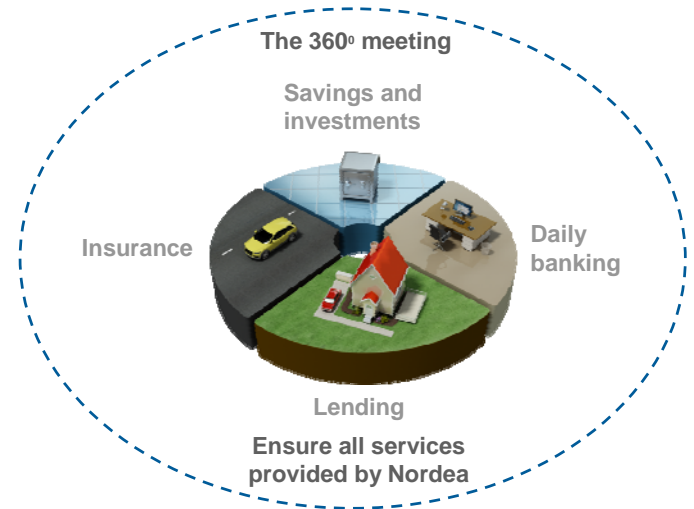 The 360⁰ meeting
Savings and
investments
Insurance
Daily
banking
Lending
Ensure all services
provided by Nordea